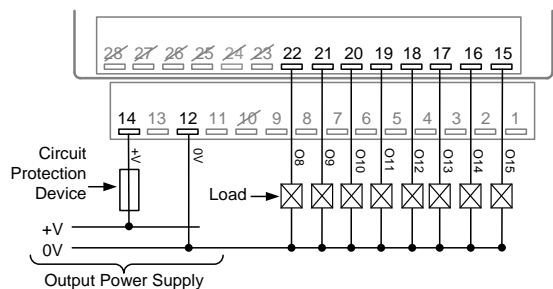 28 27 26 25 24 23 22 21 20 19 18 17 16 15
14 13 12 11 10 9 8 7 6 5 4 3 2 1
+V 0V O8 O9 O10 O11 O12 O13 O14 O15
Circuit
Protection
Device
Load
+V
0V
Output Power Supply